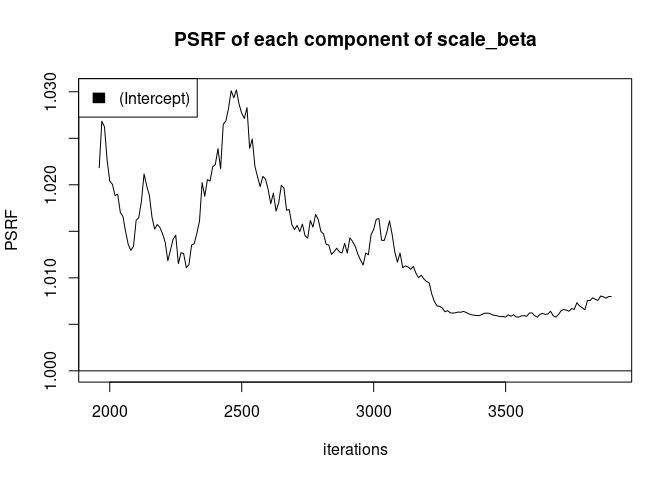 PSRF of each component of scale_beta
(Intercept)
PSRF
1.030
1.020
1.010
1.000
2000 2500 3000 3500
iterations